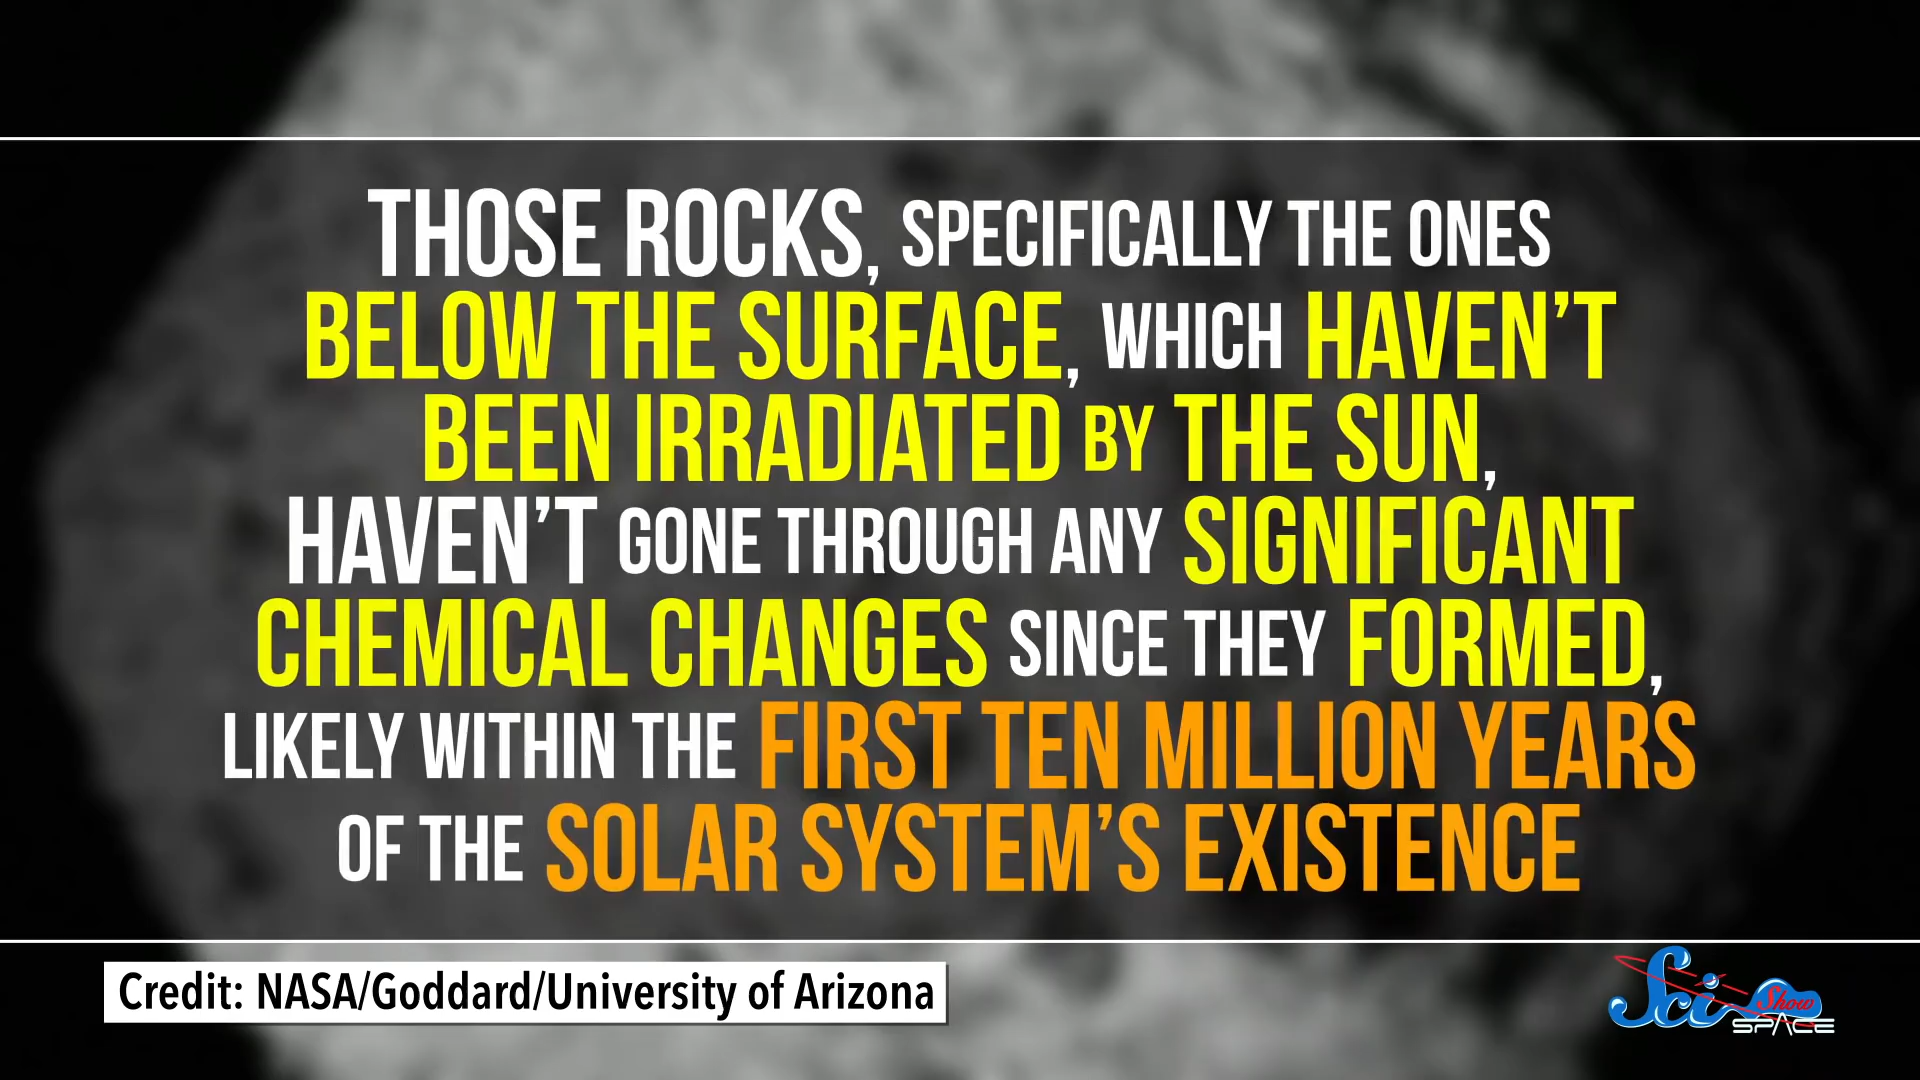 THOSE ROCKS, SPECIFICALLY THE ONES
BELOW THE SURFACE, WHICH HAVEN'T
BEEN IRRADIATED BY THE SUN,
HAVEN'T GONE THROUGH ANY SIGNIFICANT
CHEMICAL CHANGES SINCE THEY FORMED,
LIKELY WITHIN THE FIRST TEN MILLION YEARS
OF THE SOLAR SYSTEM'S EXISTENCE
Credit: NASA/Goddard/University of Arizona
Sci Show
SPACE